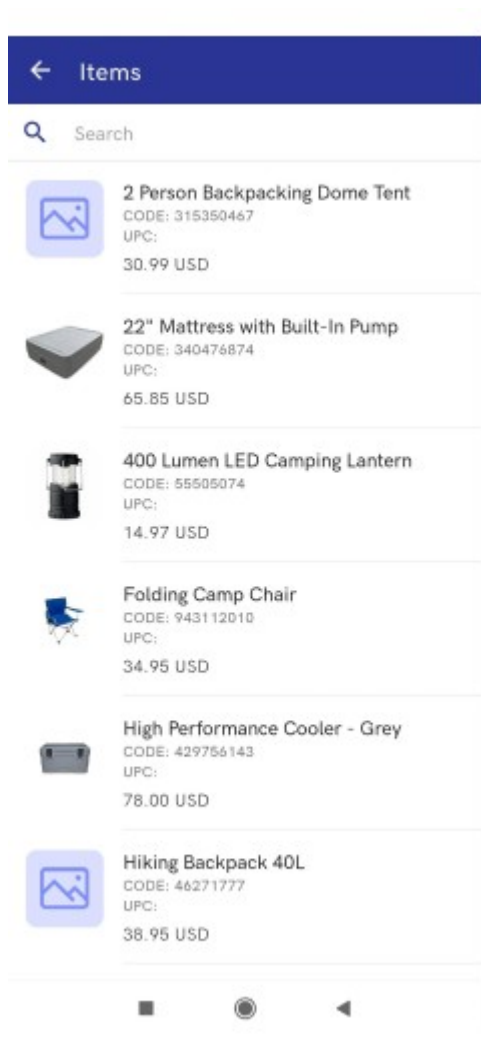 Items
Search
2 Person Backpacking Dome Tent
CODE: 315350467
UPC:
30.99 USD
22" Mattress with Built-In Pump
CODE: 340476874
UPC:
65.85 USD
400 Lumen LED Camping Lantern
CODE: 55505074
UPC:
14.97 USD
Folding Camp Chair
CODE: 943112010
UPC:
34.95 USD
High Performance Cooler - Grey
CODE: 429756143
UPC:
78.00 USD
Hiking Backpack 40L
CODE: 46271777
UPC:
38.95 USD